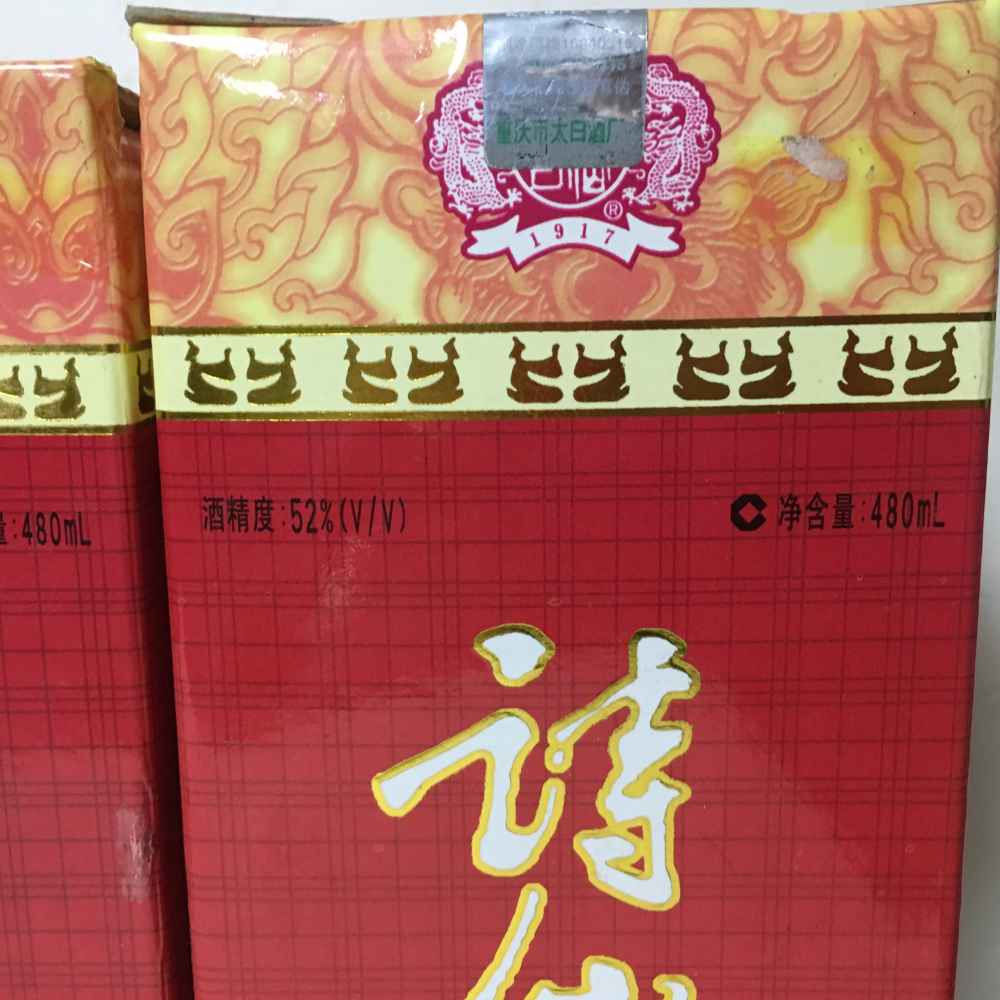 重庆市太白酒厂
®
1917
酒精度:52%(V/V)
净含量:480mL
量:480mL
诗